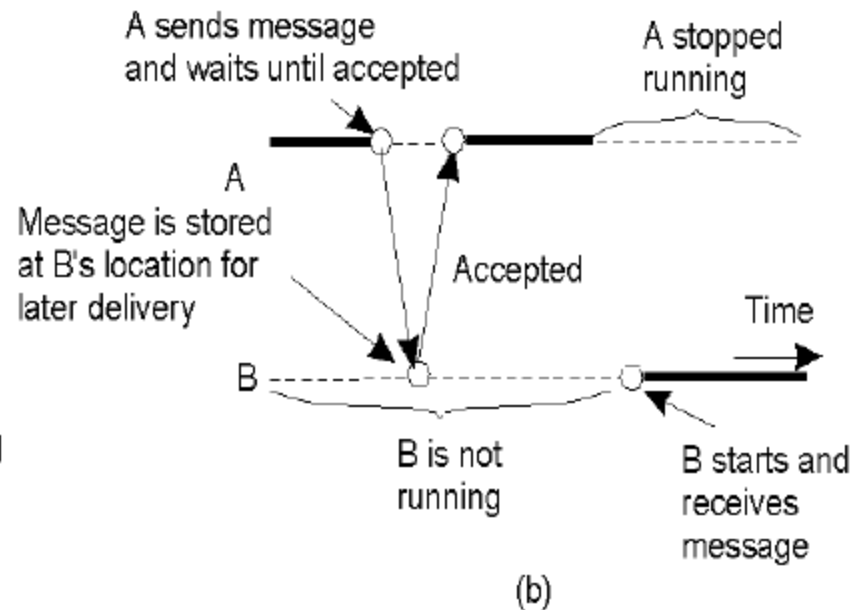 A sends message
and waits until accepted
A stopped
running
A
Message is stored
at B's location for
later delivery
Accepted
Time
B
B is not
running
B starts and
receives
message
(b)